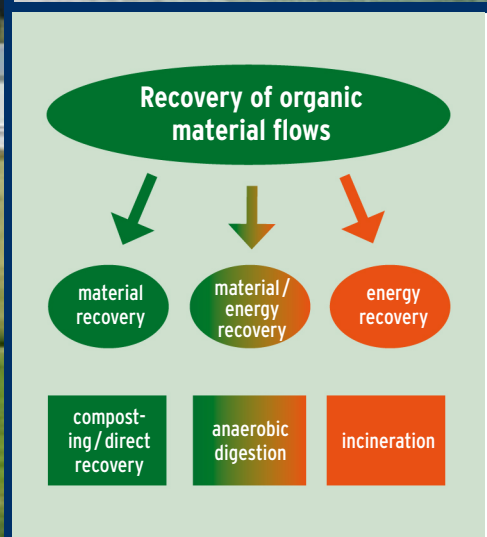 Recovery of organic
material flows
material
recovery
material /
energy
recovery
energy
recovery
compost-
ing / direct
recovery
anaerobic
digestion
incineration